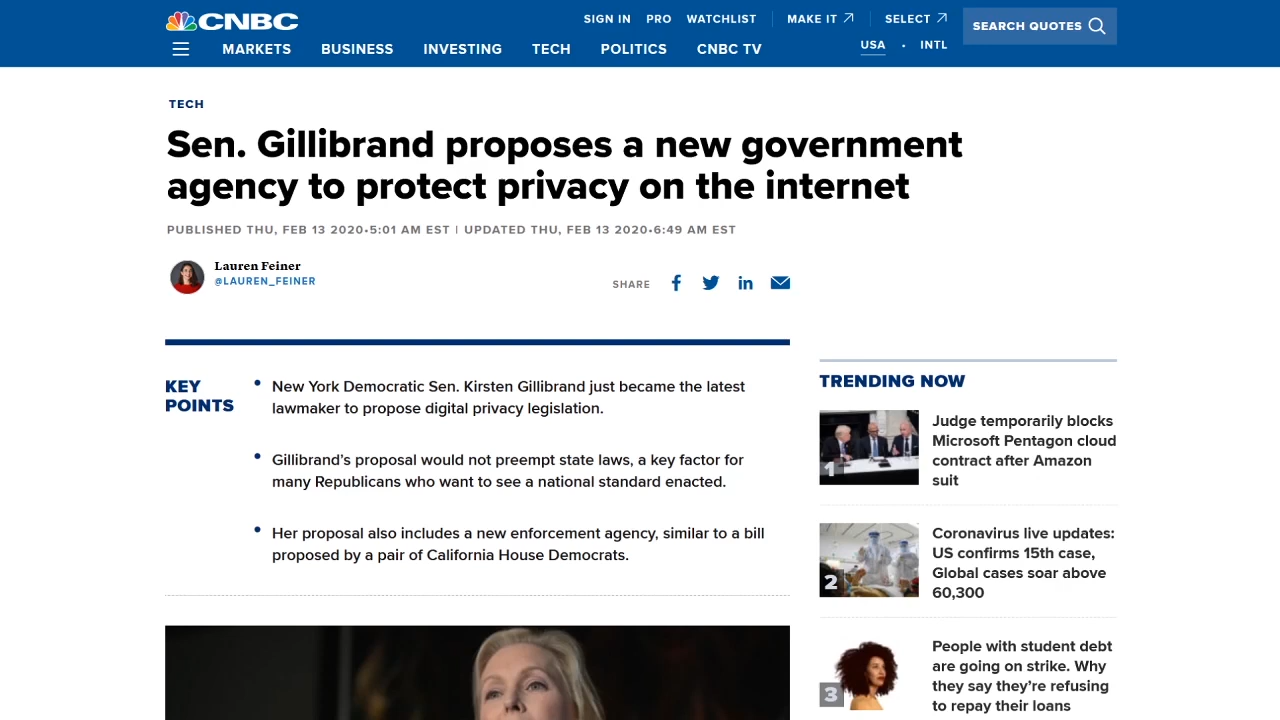 CNBC
SIGN IN
PRO
WATCHLIST
MAKE IT
SELECT
SEARCH QUOTES
MARKETS
BUSINESS
INVESTING
TECH
POLITICS
CNBC TV
USA • INTL
TECH
Sen. Gillibrand proposes a new government
agency to protect privacy on the internet
PUBLISHED THU, FEB 13 2020•5:01 AM EST | UPDATED THU, FEB 13 2020•6:49 AM EST
Lauren Feiner
@LAUREN_FEINER
SHARE
KEY
POINTS
• New York Democratic Sen. Kirsten Gillibrand just became the latest
lawmaker to propose digital privacy legislation.
• Gillibrand’s proposal would not preempt state laws, a key factor for
many Republicans who want to see a national standard enacted.
• Her proposal also includes a new enforcement agency, similar to a bill
proposed by a pair of California House Democrats.
TRENDING NOW
1
Judge temporarily blocks
Microsoft Pentagon cloud
contract after Amazon
suit
2
Coronavirus live updates:
US confirms 15th case,
Global cases soar above
60,300
3
People with student debt
are going on strike. Why
they say they’re refusing
to repay their loans